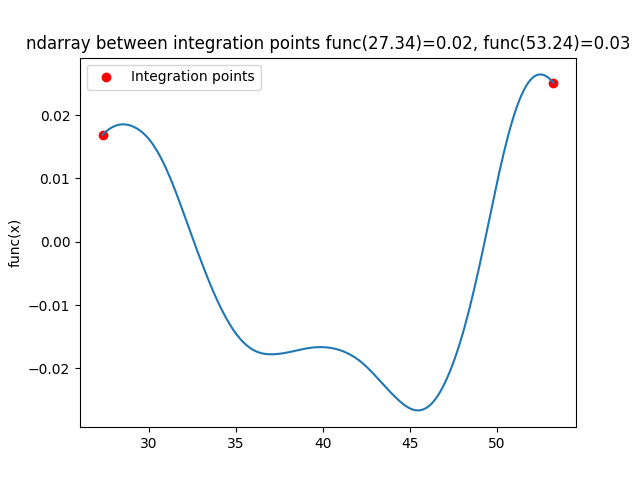 ndarray between integration points func(27.34)=0.02, func(53.24)=0.03
Integration points
func(x)
0.02
0.01
0.00
−0.01
−0.02
30 35 40 45 50